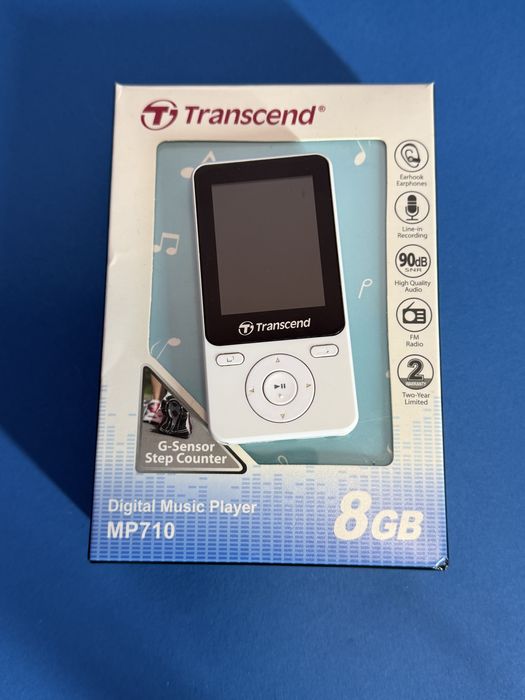 Transcend®
Earhook
Earphones
Line-in
Recording
90dB
SNR
High Quality
Audio
FM
Radio
2
WARRANTY
Two-Year
Limited
Transcend
G-Sensor
Step Counter
Digital Music Player
MP710
8GB